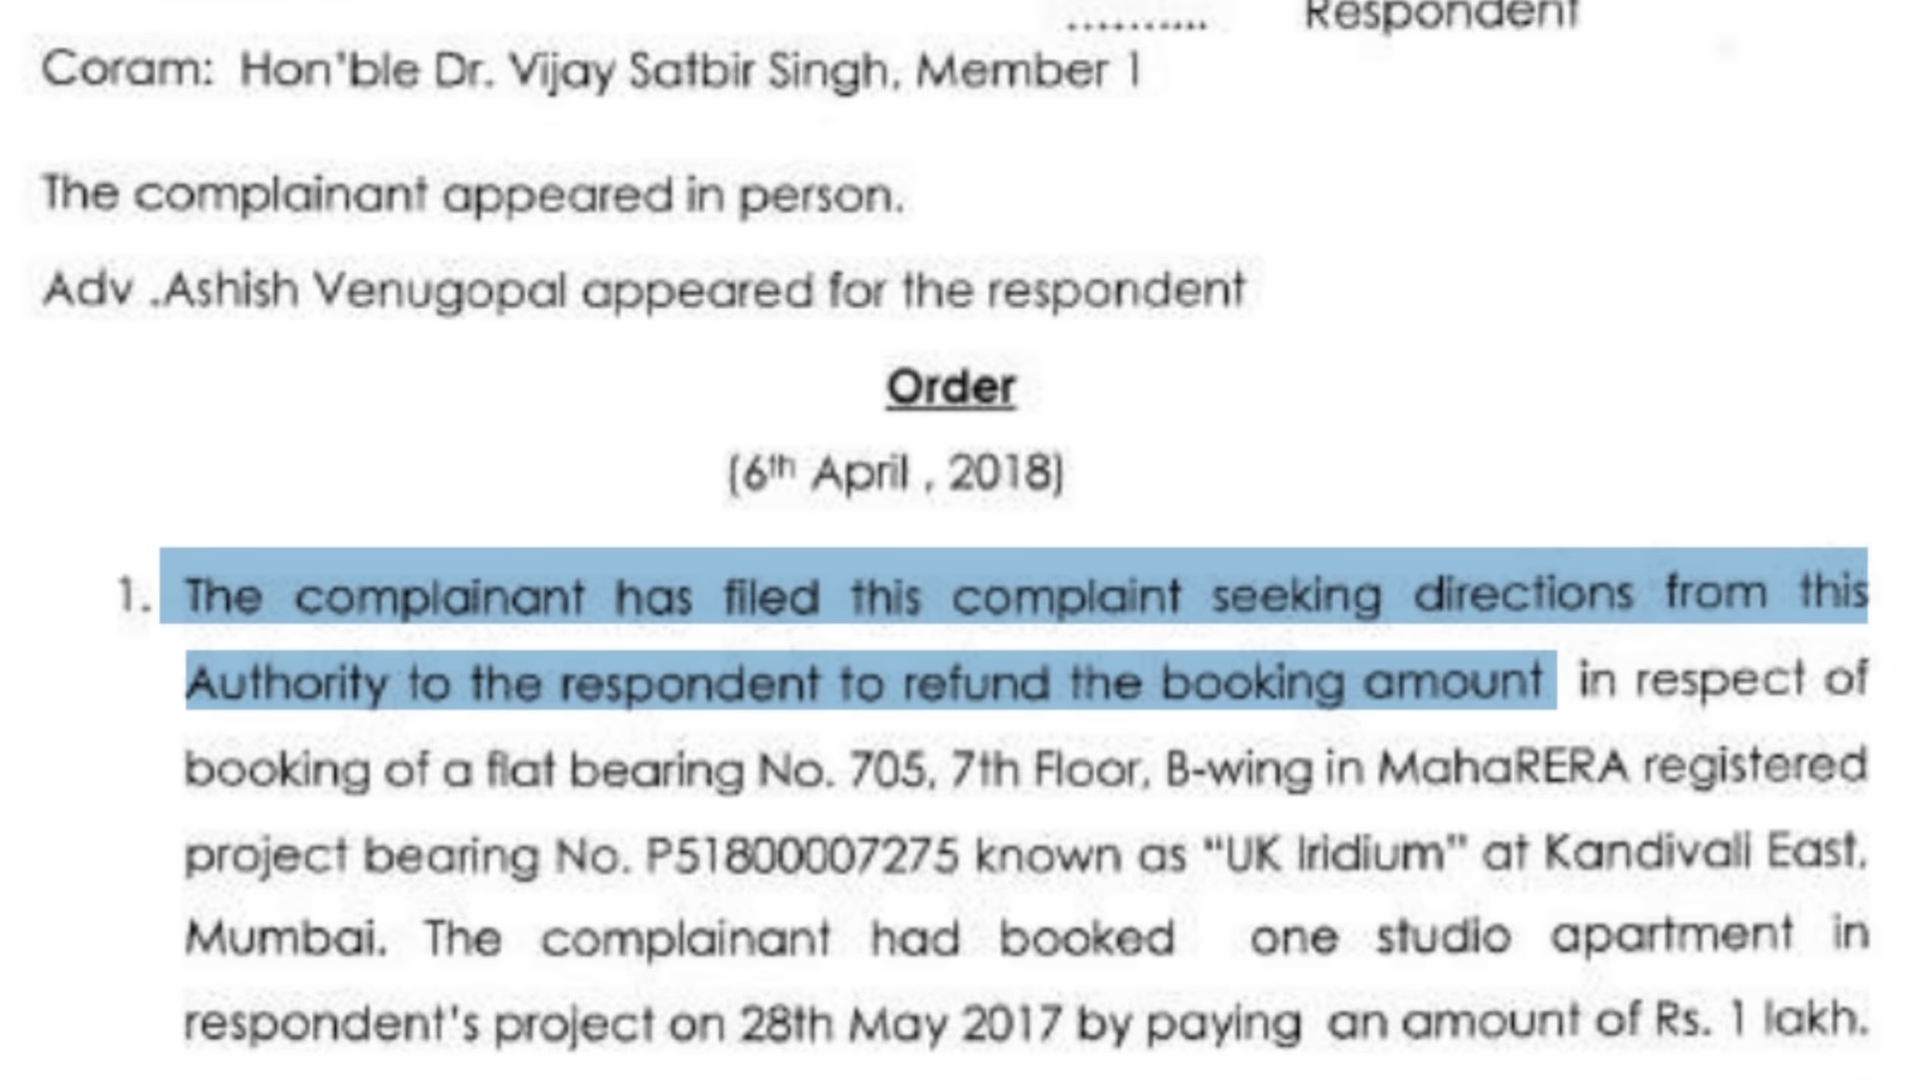 .......... Respondent
Coram: Hon'ble Dr. Vijay Satbir Singh, Member 1
The complainant appeared in person.
Adv .Ashish Venugopal appeared for the respondent
Order
(6th April , 2018)
1. The complainant has filed this complaint seeking directions from this
Authority to the respondent to refund the booking amount in respect of
booking of a flat bearing No. 705, 7th Floor, B-wing in MahaRERA registered
project bearing No. P51800007275 known as "UK Iridium" at Kandivali East,
Mumbai. The complainant had booked one studio apartment in
respondent's project on 28th May 2017 by paying an amount of Rs. 1 lakh.